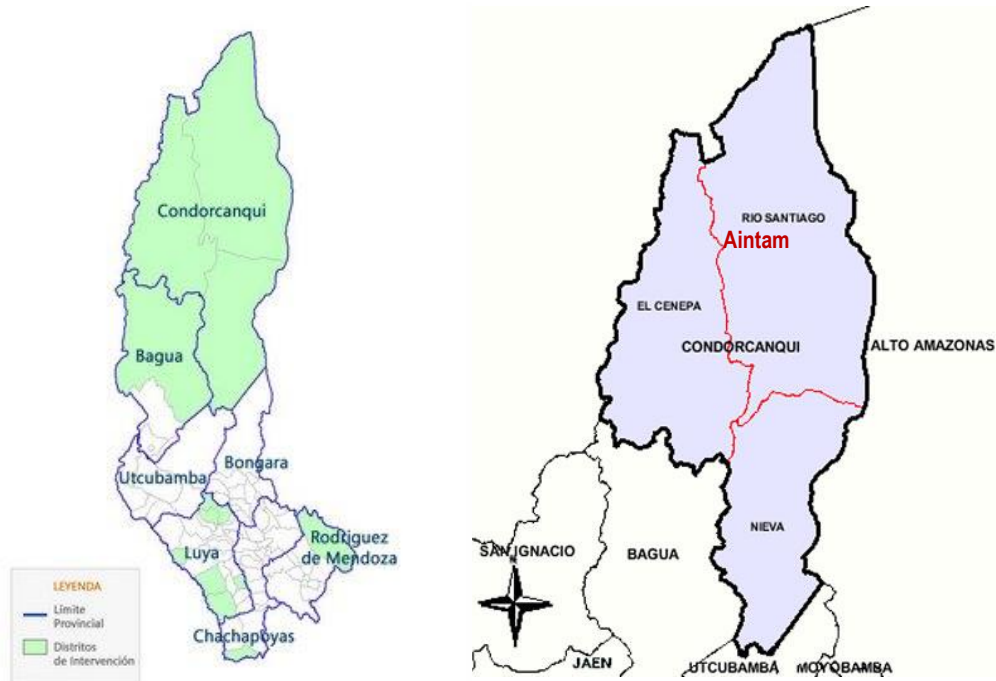 Condorcanqui
Bagua
Utcubamba
Bongara
Luya
Rodriguez
de Mendoza
Chachapoyas
LEYENDA
Límite
Provincial
Distritos
de Intervención
RIO SANTIAGO
Aintam
EL CENEPA
CONDORCANQUI
ALTO AMAZONAS
NIEVA
SAN IGNACIO
BAGUA
JAEN
UTCUBAMBA
MOYOBAMBA